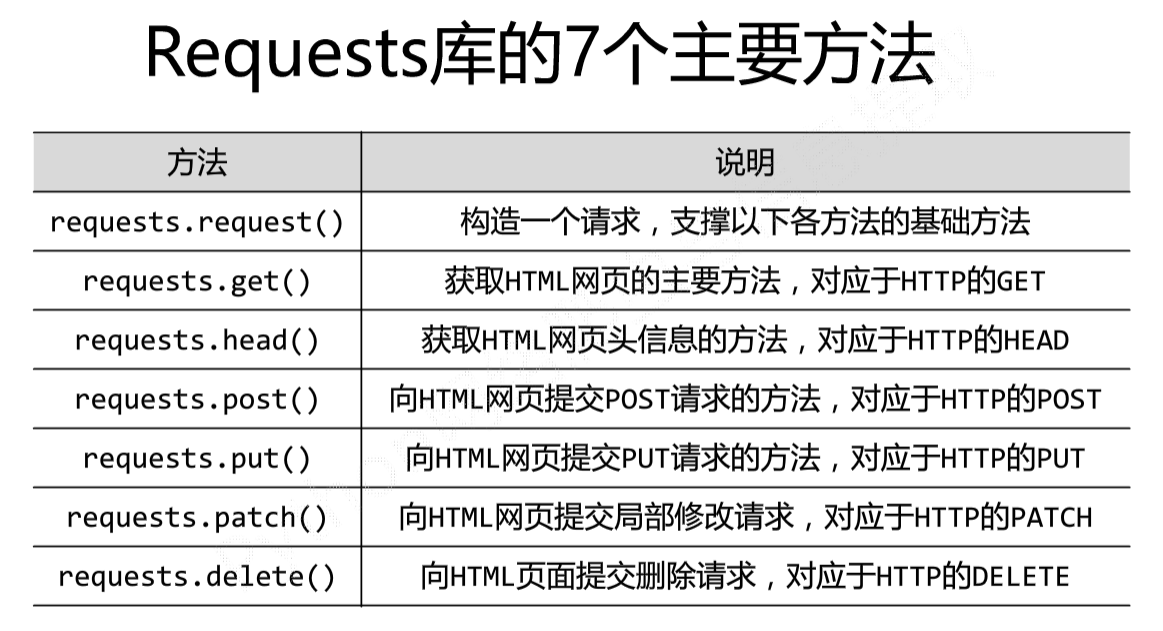 Requests库的7个主要方法
方法 说明
requests.request() 构造一个请求，支撑以下各方法的基础方法
requests.get() 获取HTML网页的主要方法，对应于HTTP的GET
requests.head() 获取HTML网页头信息的方法，对应于HTTP的HEAD
requests.post() 向HTML网页提交POST请求的方法，对应于HTTP的POST
requests.put() 向HTML网页提交PUT请求的方法，对应于HTTP的PUT
requests.patch() 向HTML网页提交局部修改请求，对应于HTTP的PATCH
requests.delete() 向HTML页面提交删除请求，对应于HTTP的DELETE